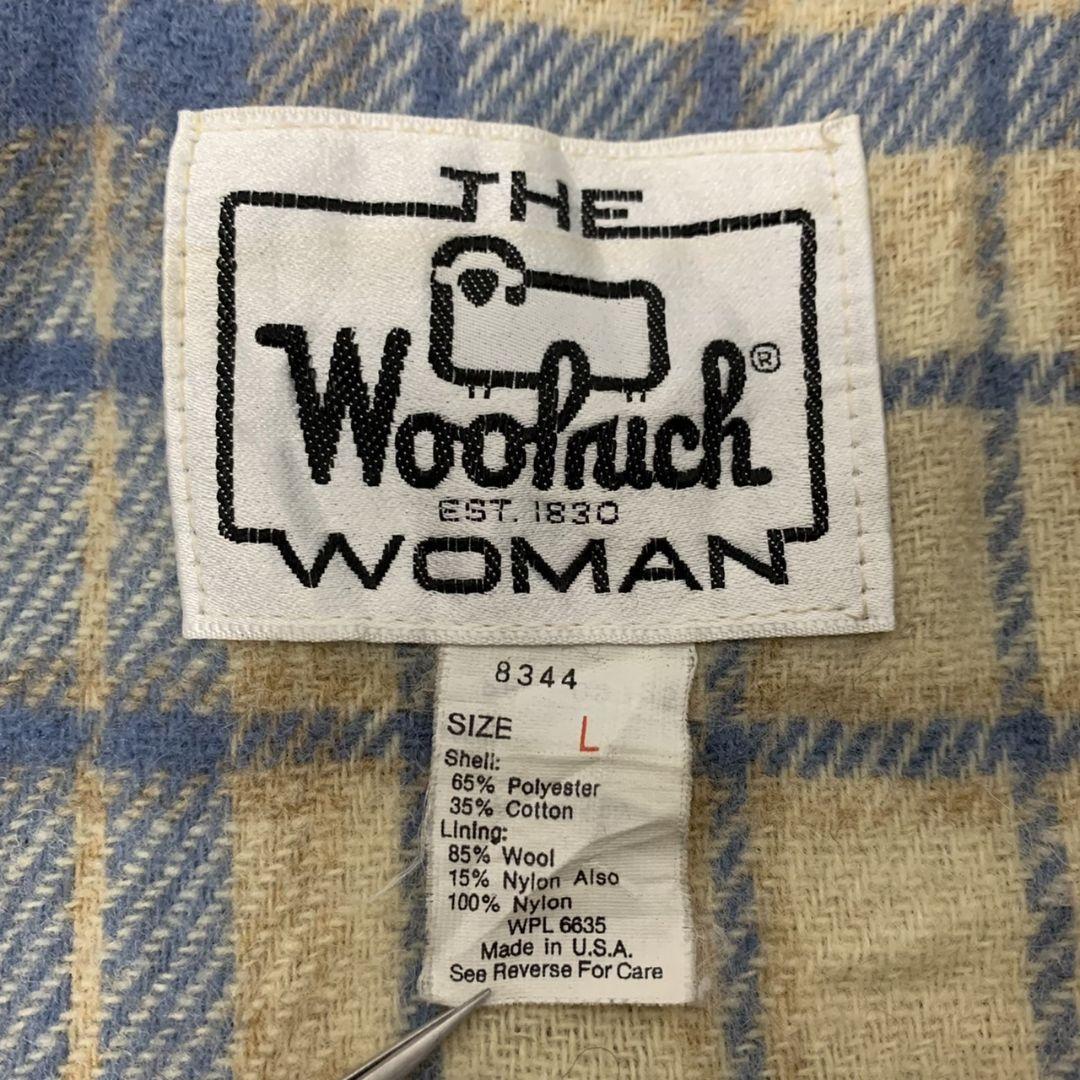 THE
Woolrich®
EST. 1830
WOMAN
8344
SIZE L
Shell:
65% Polyester
35% Cotton
Lining:
85% Wool
15% Nylon Also
100% Nylon
WPL 6635
Made in U.S.A.
See Reverse For Care